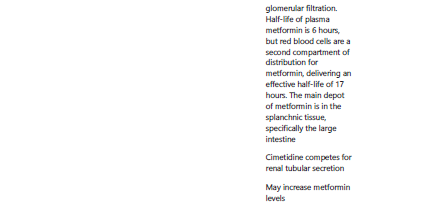 glomerular filtration.
Half-life of plasma
metformin is 6 hours,
but red blood cells are a
second compartment of
distribution for
metformin, delivering an
effective half-life of 17
hours. The main depot
of metformin is in the
splanchnic tissue,
specifically the large
intestine
Cimetidine competes for
renal tubular secretion
May increase metformin
levels